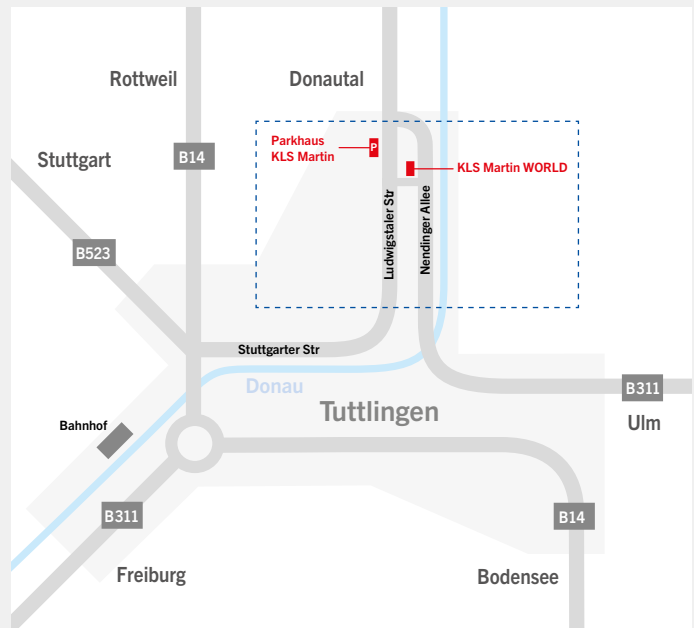 Rottweil
Donautal
Parkhaus
KLS Martin
P
B14
Stuttgart
KLS Martin WORLD
Ludwigstaler Str
Nendinger Allee
B523
Stuttgarter Str
Donau
B311
Tuttlingen
Ulm
Bahnhof
B311
B14
Freiburg
Bodensee